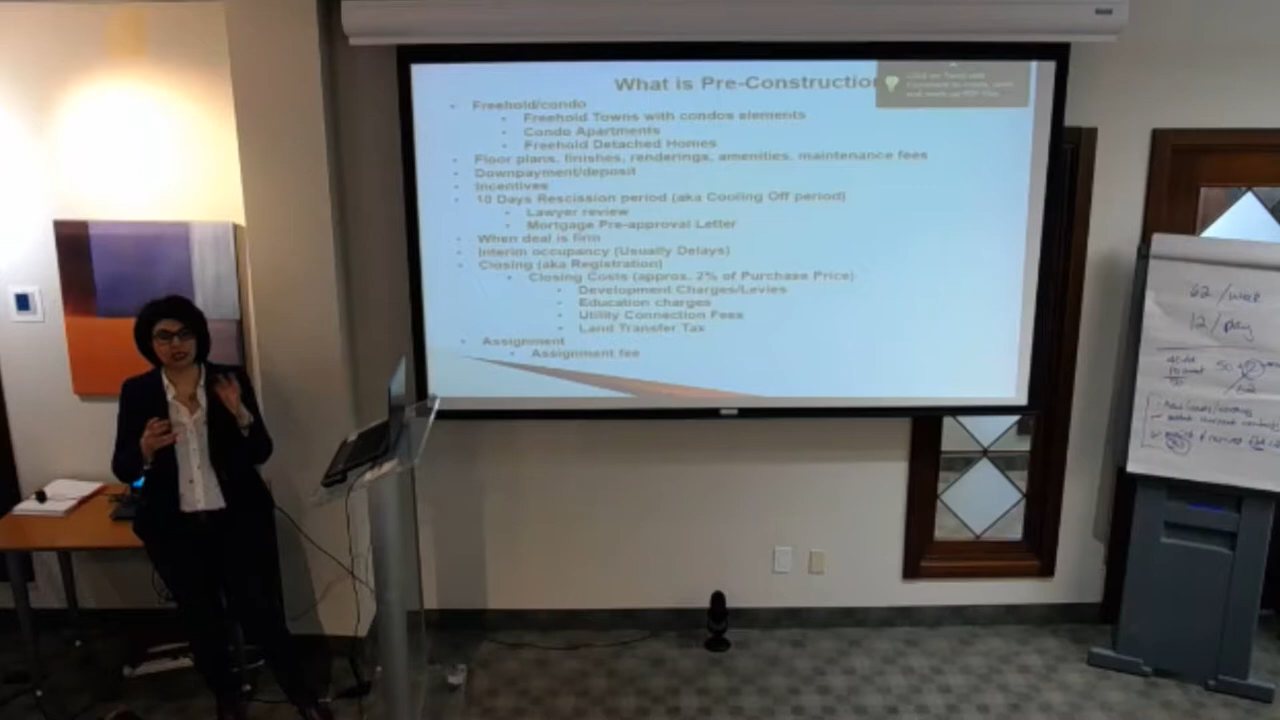 What is Pre-Construction
Freehold/condo
Freehold Towns with condos elements
Condo Apartments
Freehold Detached Homes
Floor plans, finishes, renderings, amenities, maintenance fees
Downpayment/deposit
Incentives
10 Days Rescission period (aka Cooling Off period)
Lawyer review
Mortgage Pre-approval Letter
When deal is firm
Interim occupancy (Usually Delays)
Closing (aka Registration)
Closing Costs (approx. 2% of Purchase Price)
Development Charges/Levies
Education charges
Utility Connection Fees
Land Transfer Tax
Assignment
Assignment fee
62/week
12/day